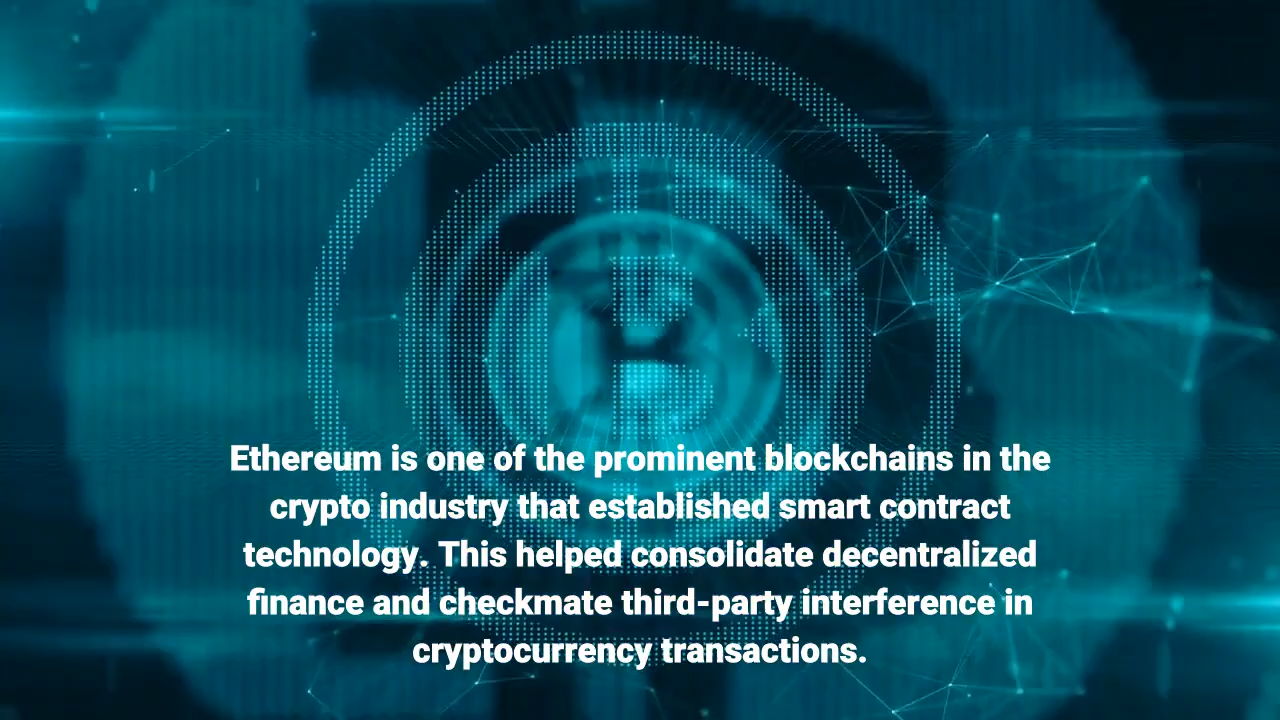 Ethereum is one of the prominent blockchains in the
crypto industry that established smart contract
technology. This helped consolidate decentralized
finance and checkmate third-party interference in
cryptocurrency transactions.